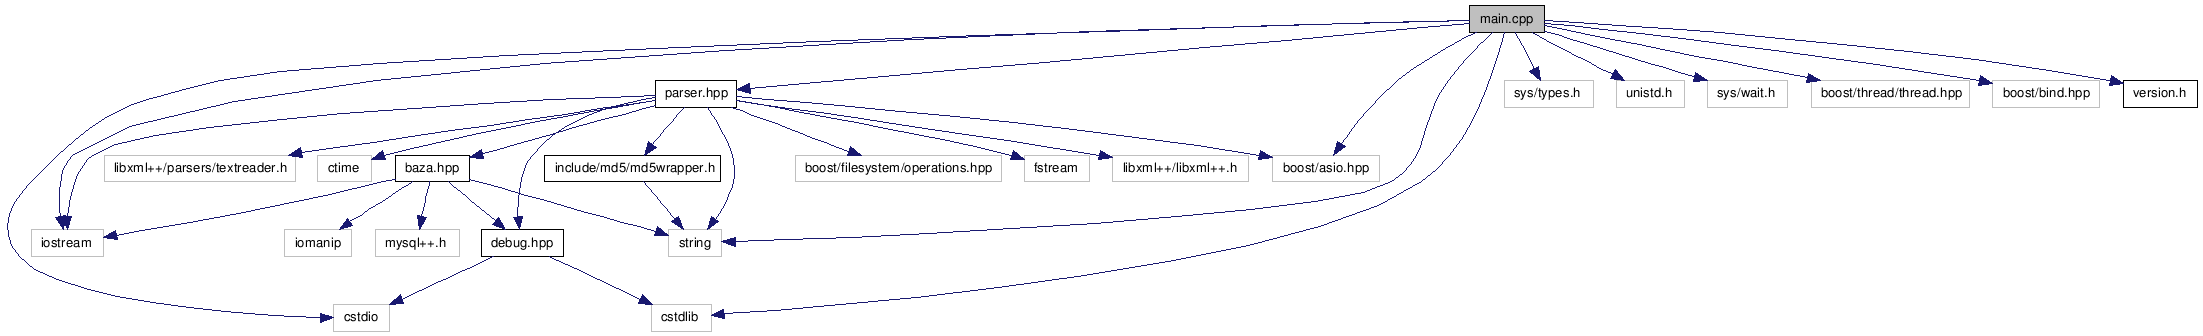 main.cpp
parser.hpp
sys/types.h
unistd.h
sys/wait.h
boost/thread/thread.hpp
boost/bind.hpp
version.h
libxml++/parsers/textreader.h
ctime
baza.hpp
include/md5/md5wrapper.h
boost/filesystem/operations.hpp
fstream
libxml++/libxml++.h
boost/asio.hpp
iostream
iomanip
mysql++.h
debug.hpp
string
cstdio
cstdlib